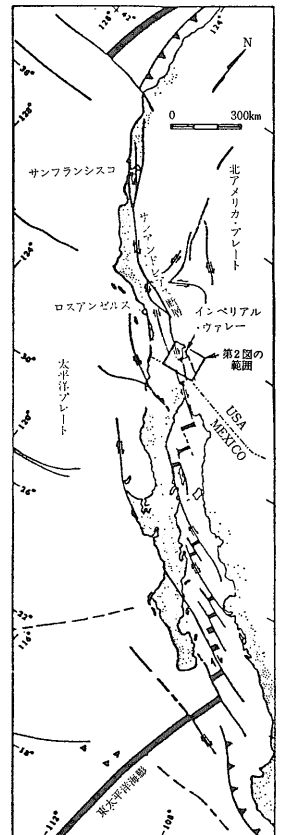 N
0 300km
サンフランシスコ
北アメリカ・プレート
サンアンドレアス断層
ロスアンゼルス
インペリアル・ヴァレー
第2図の
範囲
太平洋プレート
USA
MEXICO
東太平洋海膨
112°
108°